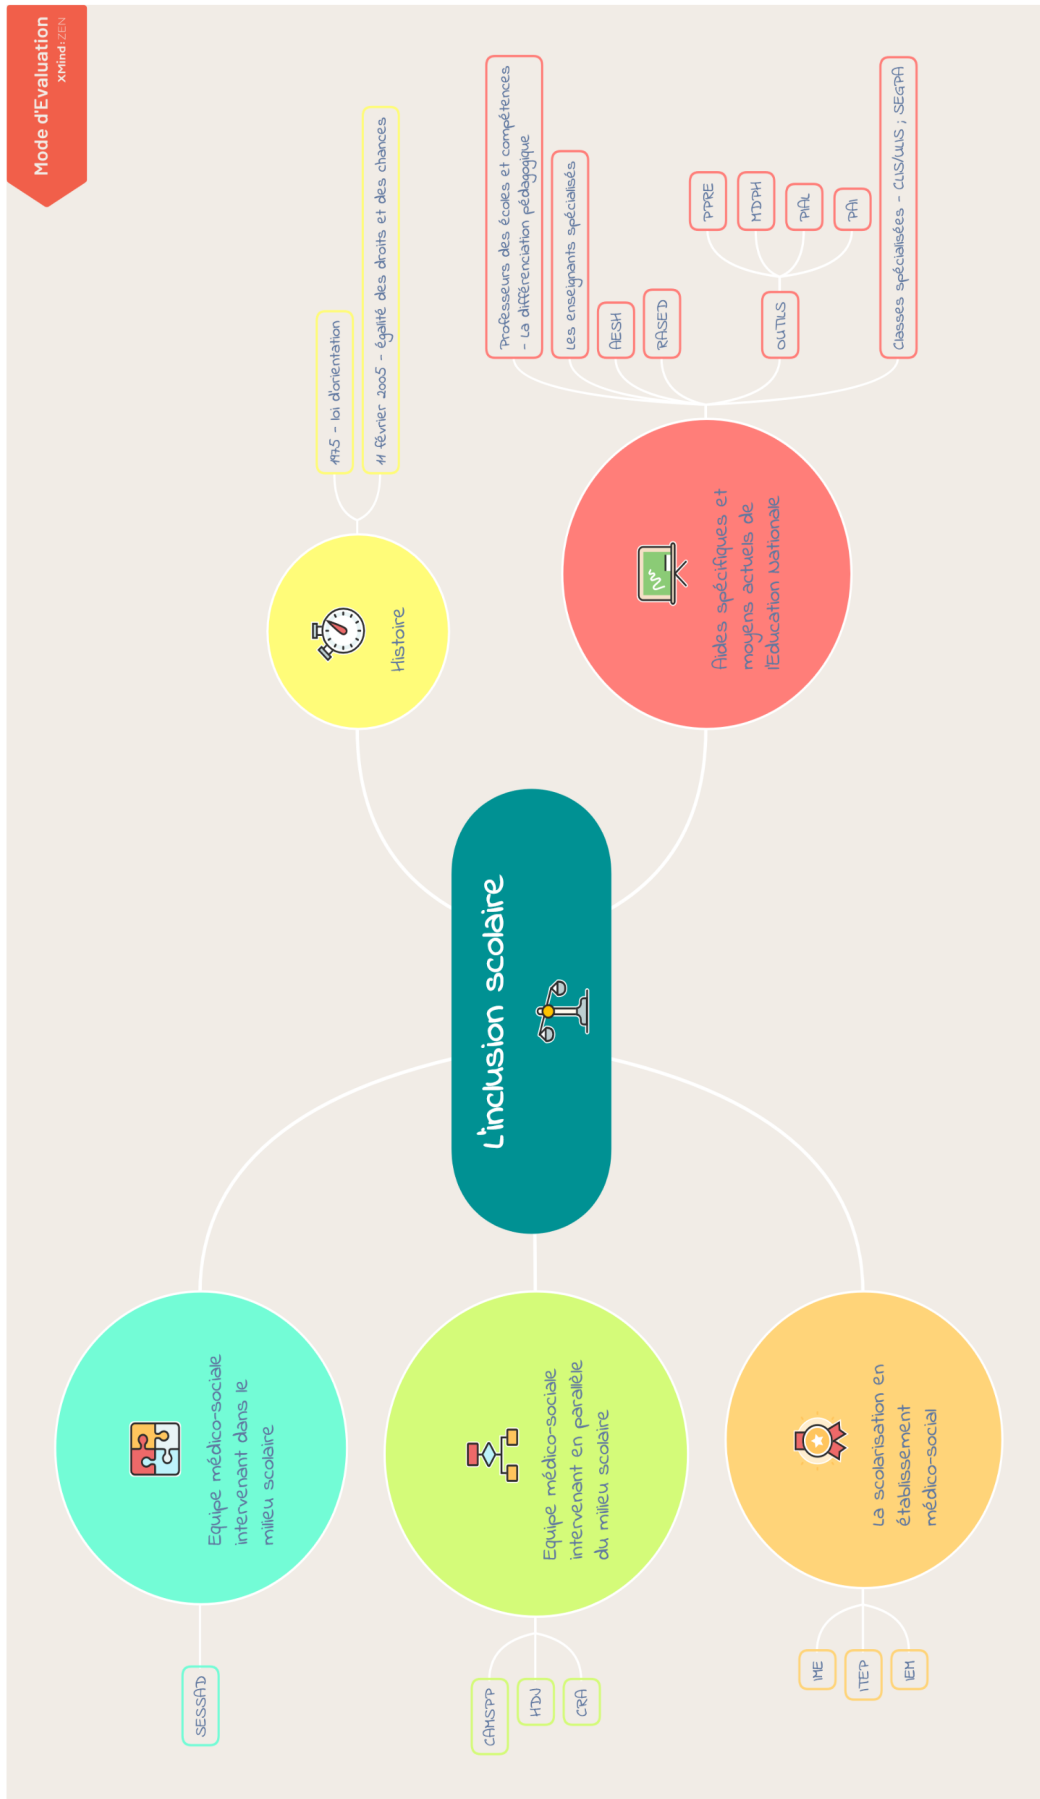 Mode d'Evaluation
XMind:ZEN
L'inclusion scolaire
Histoire
1975 - loi d'orientation
11 février 2005 - égalité des droits et des chances
Aides spécifiques et
moyens actuels de
l'Education Nationale
Professeurs des écoles et compétences
- La différenciation pédagogique
Les enseignants spécialisés
AESH
RASED
OUTILS
PPRE
MDPH
PIAL
PAI
Classes spécialisées - CLIS/ULIS ; SEGPA
Equipe médico-sociale
intervenant dans le
milieu scolaire
SESSAD
Equipe médico-sociale
intervenant en parallèle
du milieu scolaire
CAMSPP
HDJ
CRA
La scolarisation en
établissement
médico-social
IME
ITEP
IEM